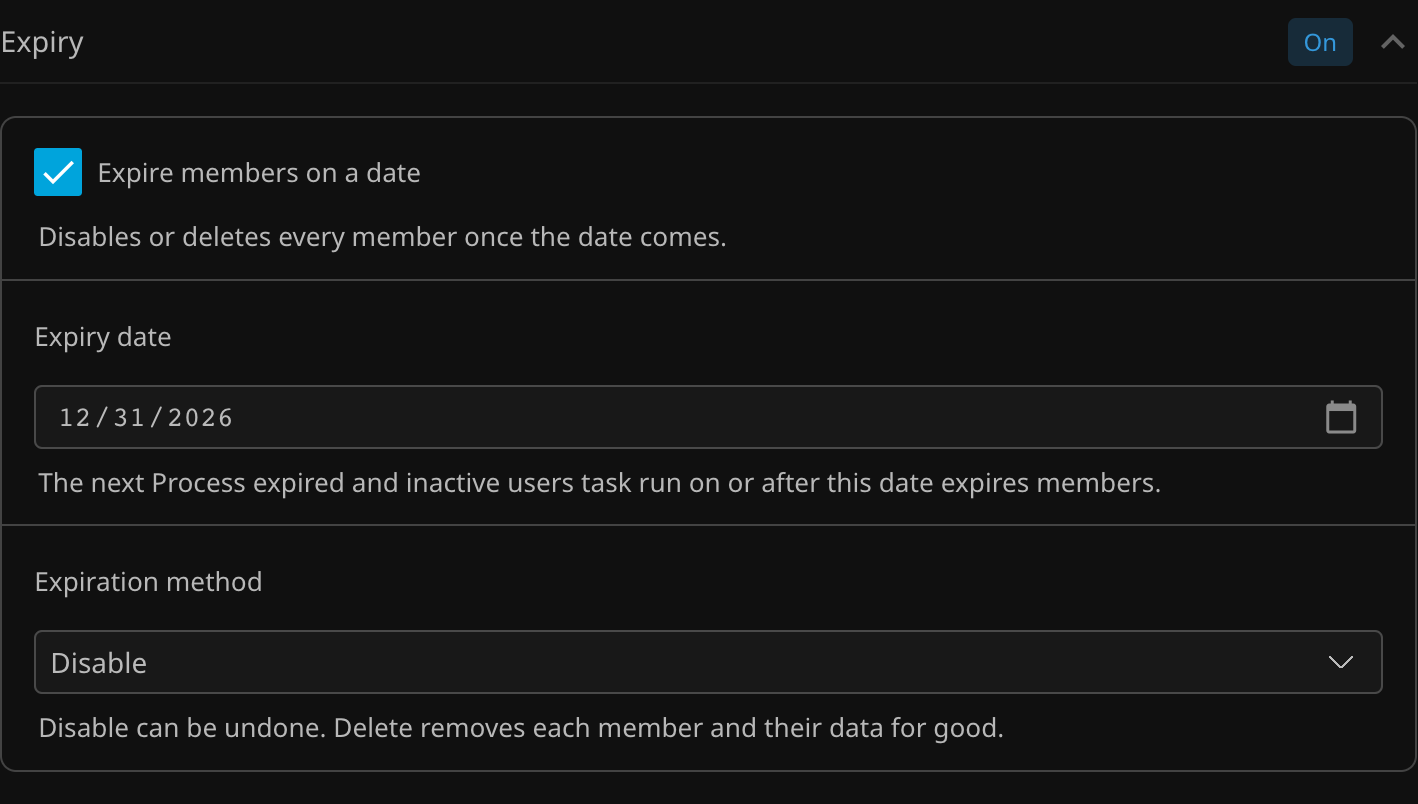 Expiry
On
Expire members on a date
Disables or deletes every member once the date comes.
Expiry date
12/31/2026
The next Process expired and inactive users task run on or after this date expires members.
Expiration method
Disable
Disable can be undone. Delete removes each member and their data for good.